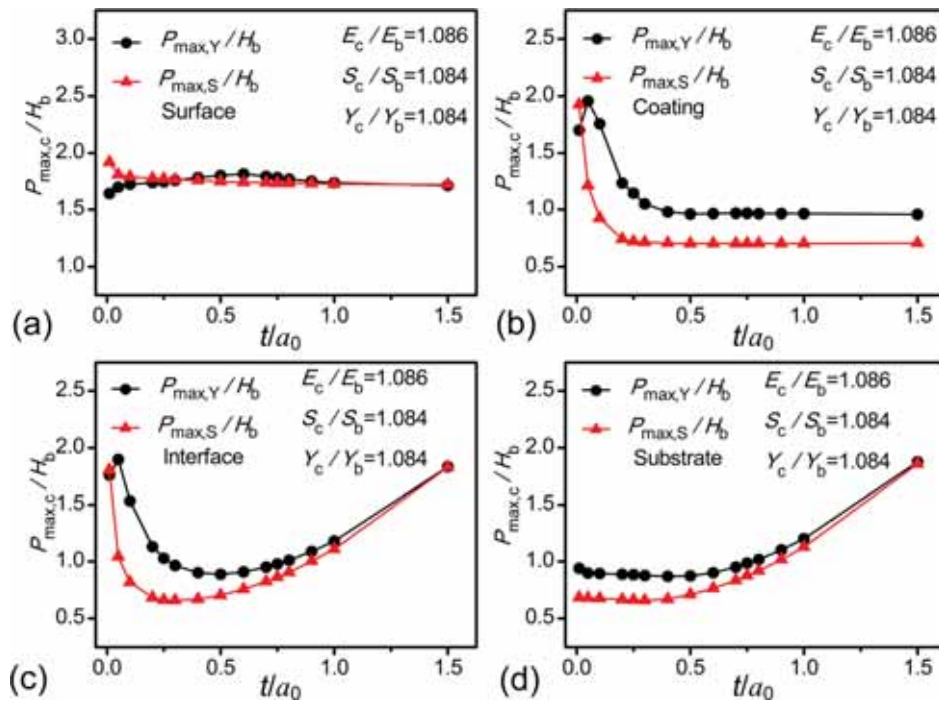 3.0
2.5
2.0
1.5
1.0
P_max,c / H_b
P_max,Y / H_b
P_max,S / H_b
Surface
E_c / E_b=1.086
S_c / S_b=1.084
Y_c / Y_b=1.084
0.0 0.5 1.0 1.5
(a) t/a_0
2.5
2.0
1.5
1.0
0.5
P_max,c / H_b
P_max,Y / H_b
P_max,S / H_b
Coating
E_c / E_b=1.086
S_c / S_b=1.084
Y_c / Y_b=1.084
0.0 0.5 1.0 1.5
(b) t/a_0
2.5
2.0
1.5
1.0
0.5
P_max,c / H_b
P_max,Y / H_b
P_max,S / H_b
Interface
E_c / E_b=1.086
S_c / S_b=1.084
Y_c / Y_b=1.084
0.0 0.5 1.0 1.5
(c) t/a_0
2.5
2.0
1.5
1.0
0.5
P_max,c / H_b
P_max,Y / H_b
P_max,S / H_b
Substrate
E_c / E_b=1.086
S_c / S_b=1.084
Y_c / Y_b=1.084
0.0 0.5 1.0 1.5
(d) t/a_0